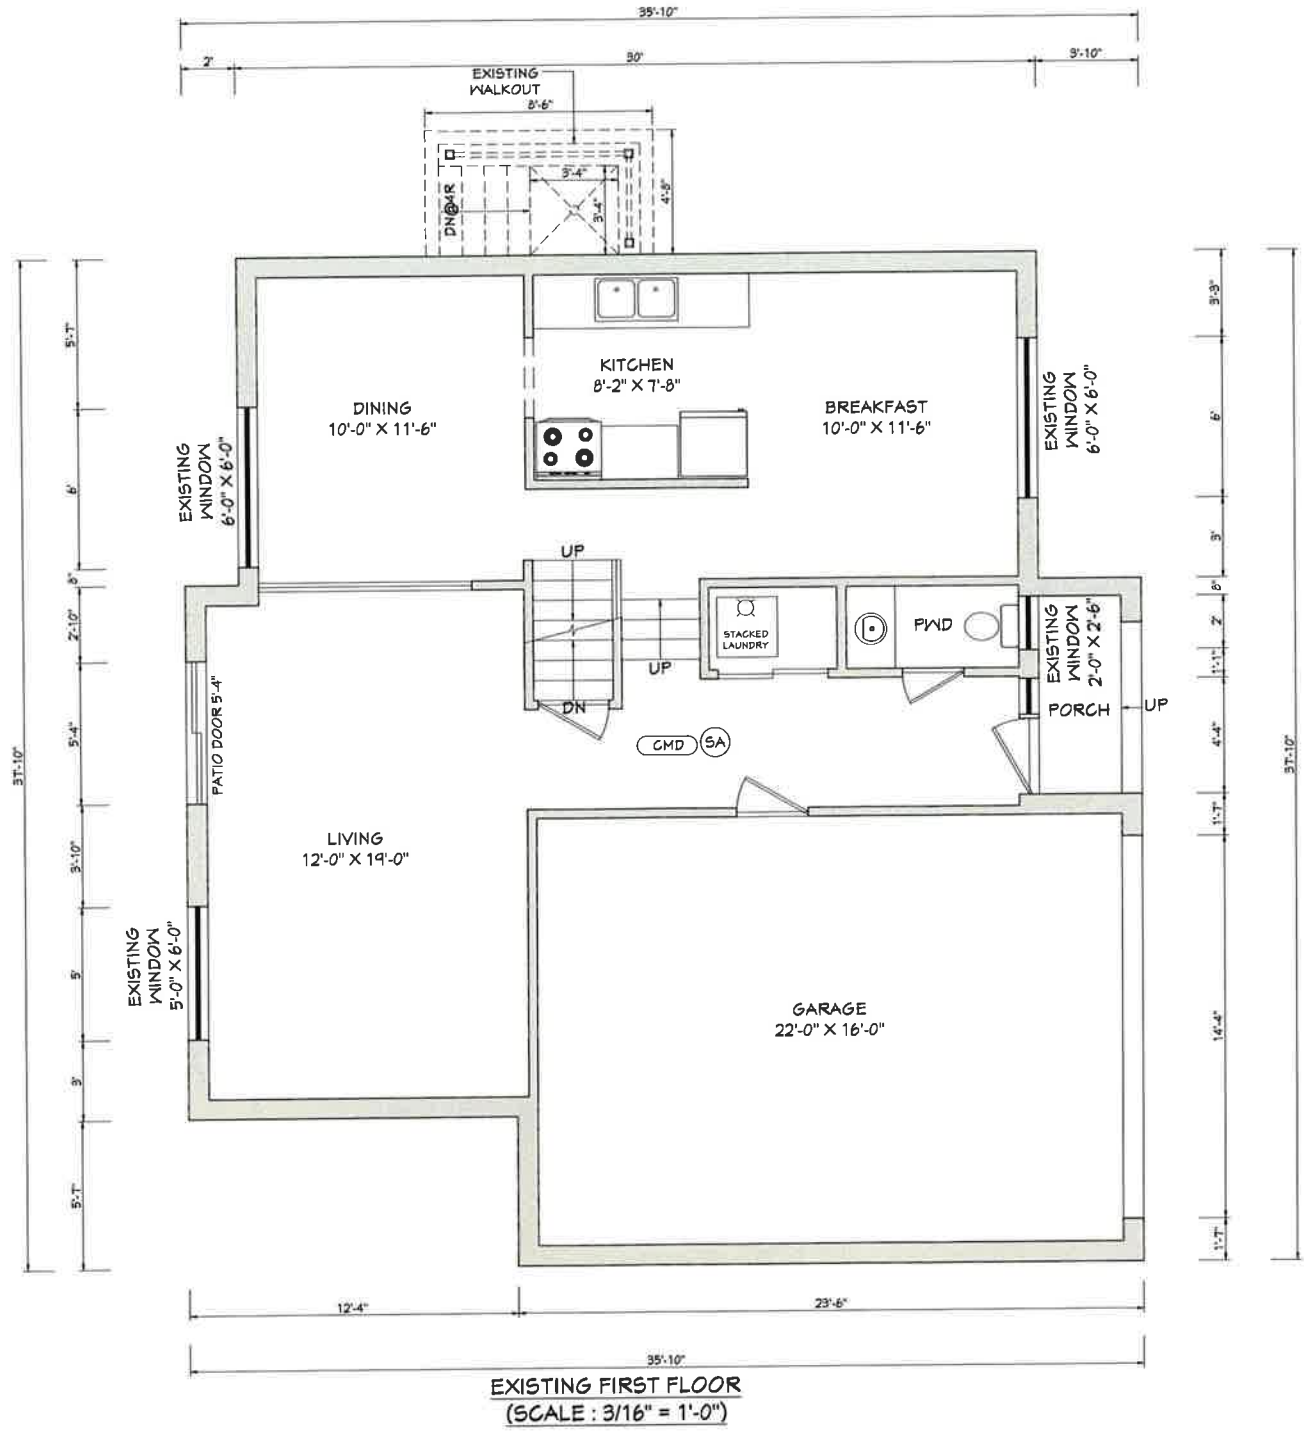 35'-10"
2'
30'
3'-10"
EXISTING
WALKOUT
8'-6"
3'-4"
3'-4"
4'-8"
DN@4R
37'-10"
5'-7"
6'
8"
2'-10"
5'-4"
3'-10"
5'
3'
5'-7"
EXISTING
WINDOW
6'-0" X 6'-0"
DINING
10'-0" X 11'-6"
KITCHEN
8'-2" X 7'-8"
BREAKFAST
10'-0" X 11'-6"
EXISTING
WINDOW
6'-0" X 6'-0"
3'-3"
6'
3'
8"
2'
1'-1"
4'-4"
1'-7"
14'-4"
1'-7"
37'-10"
UP
UP
DN
STACKED
LAUNDRY
PWD
EXISTING
WINDOW
2'-0" X 2'-6"
PORCH
UP
PATIO DOOR 5'-4"
CMD
SA
LIVING
12'-0" X 19'-0"
EXISTING
WINDOW
5'-0" X 6'-0"
GARAGE
22'-0" X 16'-0"
12'-4"
23'-6"
35'-10"
EXISTING FIRST FLOOR
(SCALE : 3/16" = 1'-0")